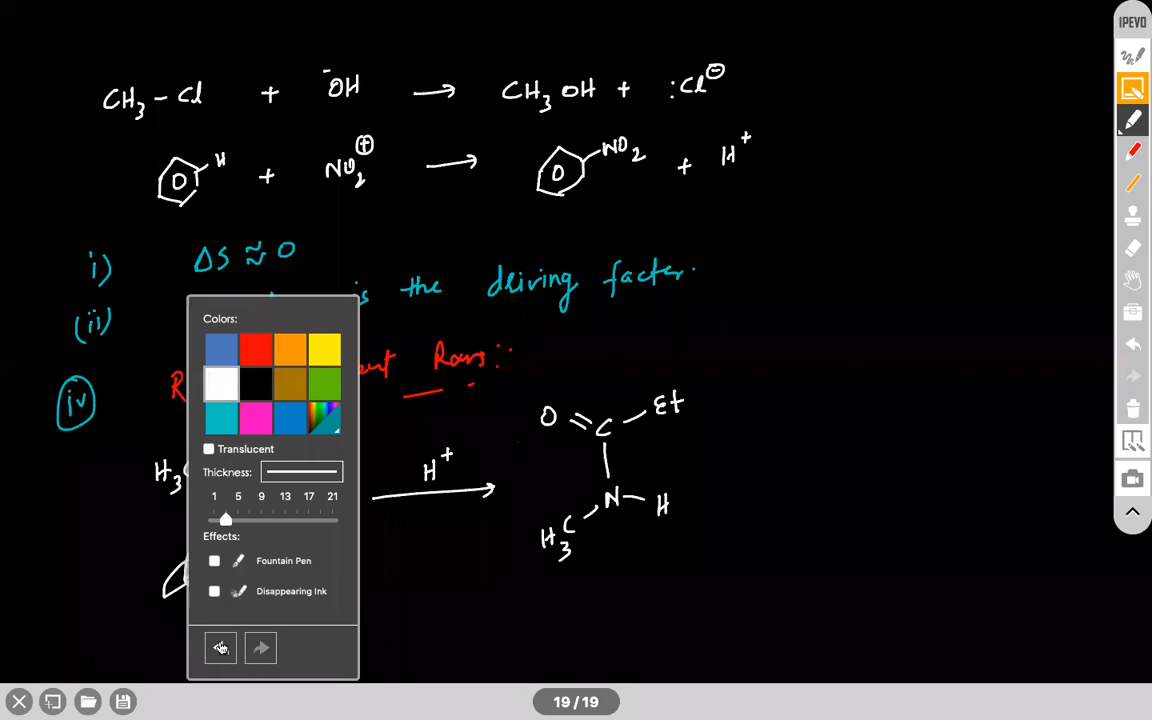 IPEVO
CH3 – Cl + ⁻OH → CH3OH + :Cl⊖
H + NO2⊕ → NO2 + H+
i) ΔS ≈ 0
(ii) is the driving factor.
iv Rxns:
H3 H+ → O=C–Et
N–H
H3C
Colors:
Translucent
Thickness:
1 5 9 13 17 21
Effects:
Fountain Pen
Disappearing Ink
19 / 19